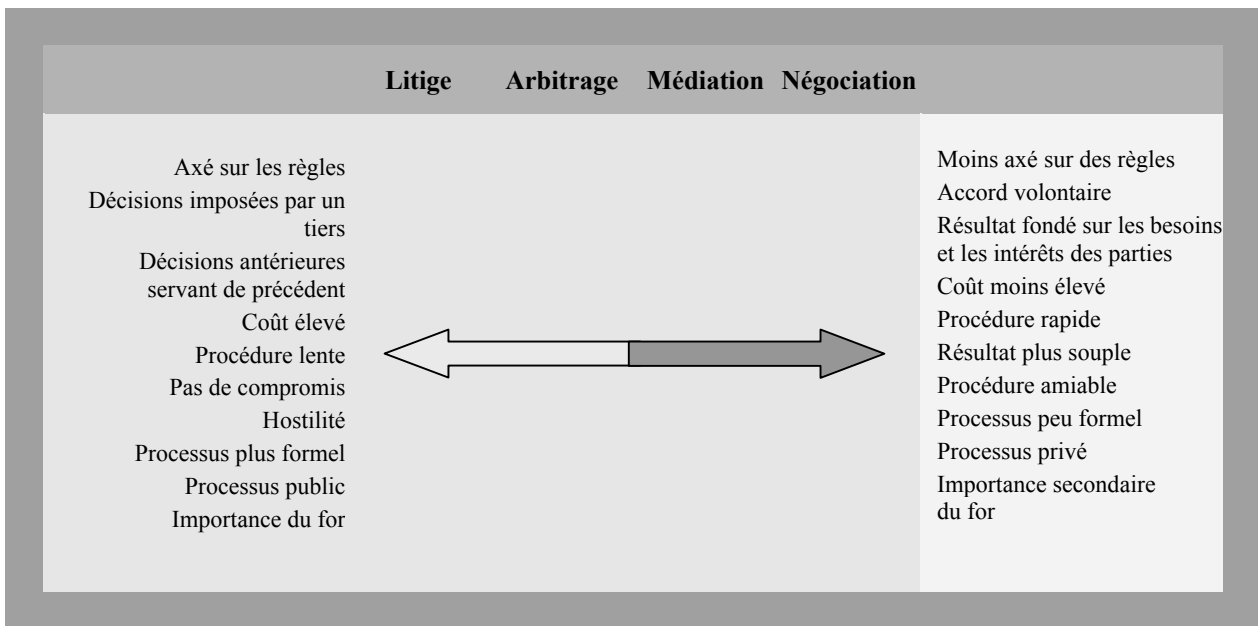 Litige Arbitrage Médiation Négociation
Axé sur les règles
Décisions imposées par un
tiers
Décisions antérieures
servant de précédent
Coût élevé
Procédure lente
Pas de compromis
Hostilité
Processus plus formel
Processus public
Importance du for
Moins axé sur des règles
Accord volontaire
Résultat fondé sur les besoins
et les intérêts des parties
Coût moins élevé
Procédure rapide
Résultat plus souple
Procédure amiable
Processus peu formel
Processus privé
Importance secondaire
du for